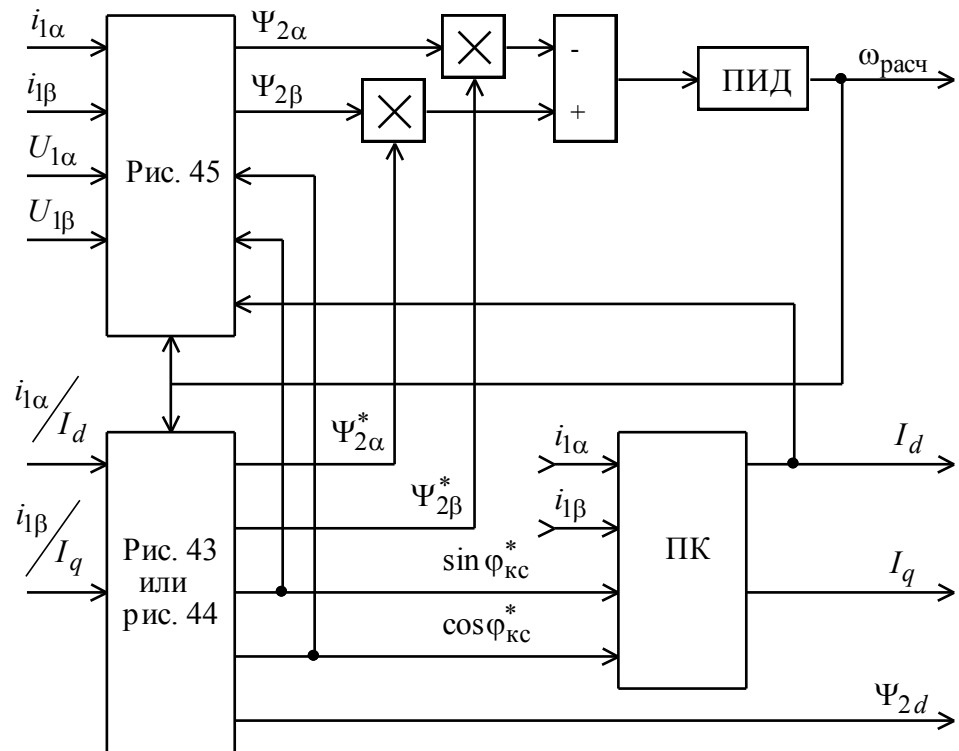 i1α
i1β
U1α
U1β
Рис. 45
Ψ2α
Ψ2β
-
+
ПИД
ωрасч
i1α/Id
i1β/Iq
Рис. 43
или
рис. 44
Ψ*2α
Ψ*2β
sin φ*кс
cos φ*кс
i1α
i1β
ПК
Id
Iq
Ψ2d